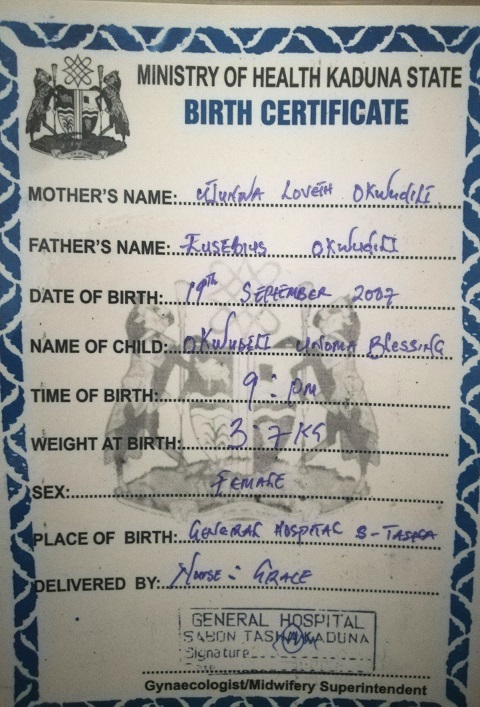 MINISTRY OF HEALTH KADUNA STATE
BIRTH CERTIFICATE
MOTHER'S NAME: UJUNWA LOVETH OKWUDILI
FATHER'S NAME: EUSEBIUS OKWUDILI
DATE OF BIRTH: 19th SEPTEMBER 2007
NAME OF CHILD: OKWUDILI UNOMA BLESSING
TIME OF BIRTH: 9: PM
WEIGHT AT BIRTH: 3:7 KG
SEX: FEMALE
PLACE OF BIRTH: GENERAL HOSPITAL S-TASHA
DELIVERED BY: Nurse: GRACE
GENERAL HOSPITAL
SABON TASHA KADUNA
Signature
Gynaecologist/Midwifery Superintendent